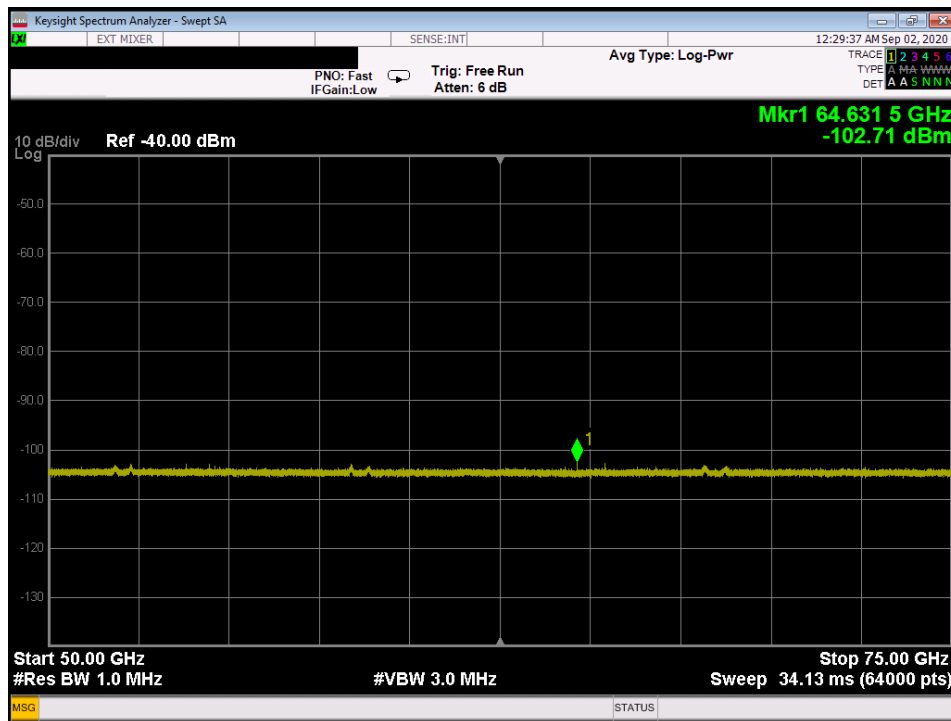 Keysight Spectrum Analyzer - Swept SA
LXI EXT MIXER SENSE:INT 12:29:37 AM Sep 02, 2020
PNO: Fast
IFGain:Low
Trig: Free Run
Atten: 6 dB
Avg Type: Log-Pwr
TRACE 1 2 3 4 5 6
TYPE A MA WWWW
DET A A S N N N
Mkr1 64.631 5 GHz
-102.71 dBm
10 dB/div Ref -40.00 dBm
Log
-50.0
-60.0
-70.0
-80.0
-90.0
1
-100
-110
-120
-130
Start 50.00 GHz Stop 75.00 GHz
#Res BW 1.0 MHz #VBW 3.0 MHz Sweep 34.13 ms (64000 pts)
MSG STATUS